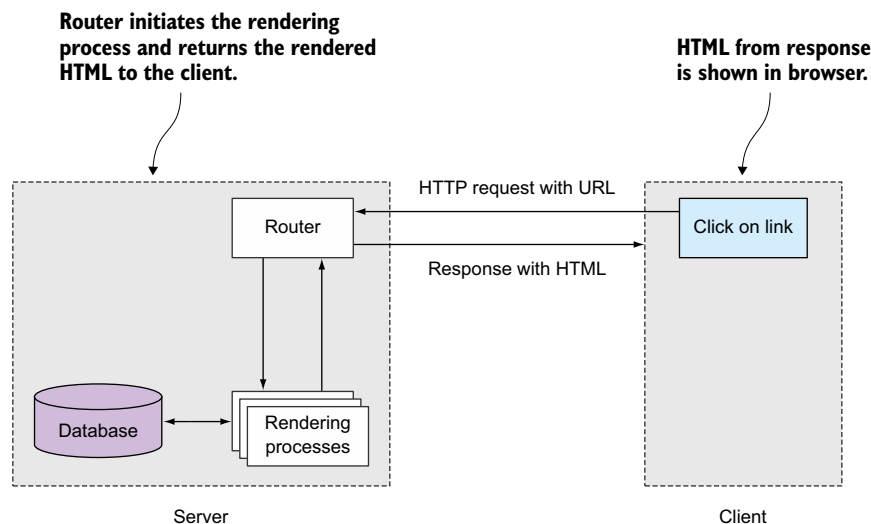 Router initiates the rendering
process and returns the rendered
HTML to the client.
HTML from response
is shown in browser.
HTTP request with URL
Router
Click on link
Response with HTML
Database
Rendering
processes
Server
Client